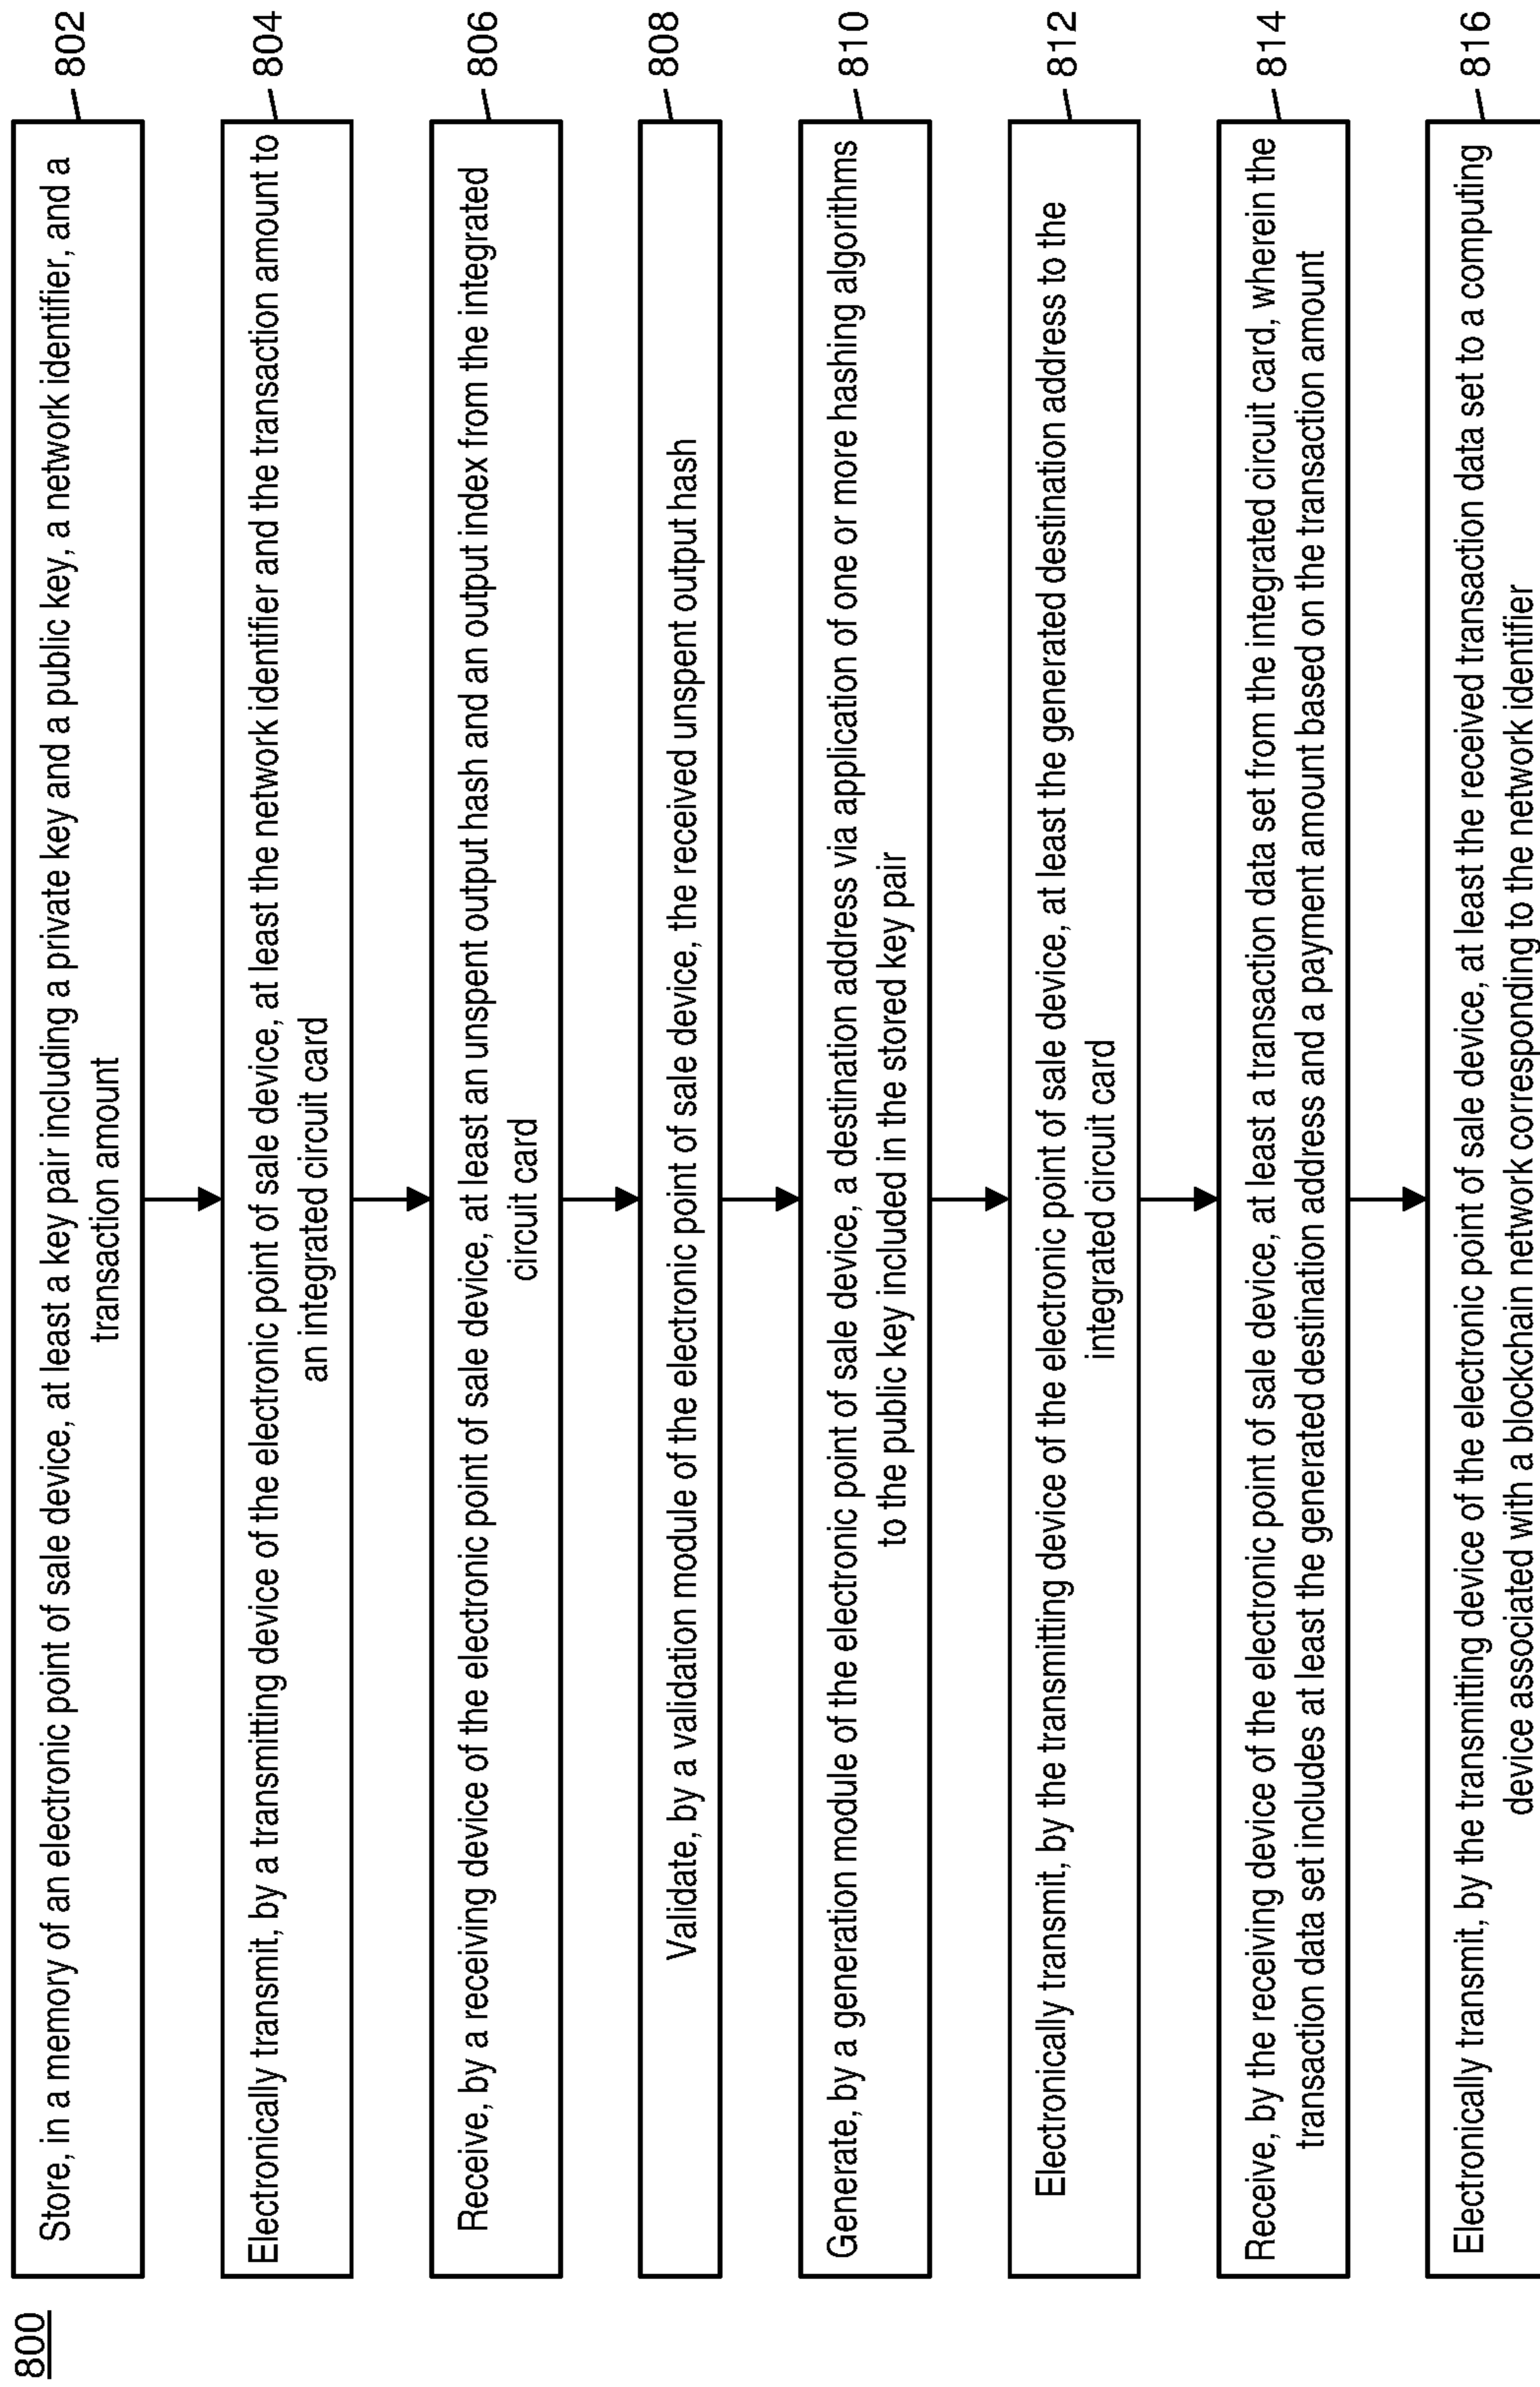 800
Store, in a memory of an electronic point of sale device, at least a key pair including a private key and a public key, a network identifier, and a
transaction amount
802
Electronically transmit, by a transmitting device of the electronic point of sale device, at least the network identifier and the transaction amount to
an integrated circuit card
804
Receive, by a receiving device of the electronic point of sale device, at least an unspent output hash and an output index from the integrated
circuit card
806
Validate, by a validation module of the electronic point of sale device, the received unspent output hash
808
Generate, by a generation module of the electronic point of sale device, a destination address via application of one or more hashing algorithms
to the public key included in the stored key pair
810
Electronically transmit, by the transmitting device of the electronic point of sale device, at least the generated destination address to the
integrated circuit card
812
Receive, by the receiving device of the electronic point of sale device, at least a transaction data set from the integrated circuit card, wherein the
transaction data set includes at least the generated destination address and a payment amount based on the transaction amount
814
Electronically transmit, by the transmitting device of the electronic point of sale device, at least the received transaction data set to a computing
device associated with a blockchain network corresponding to the network identifier
816